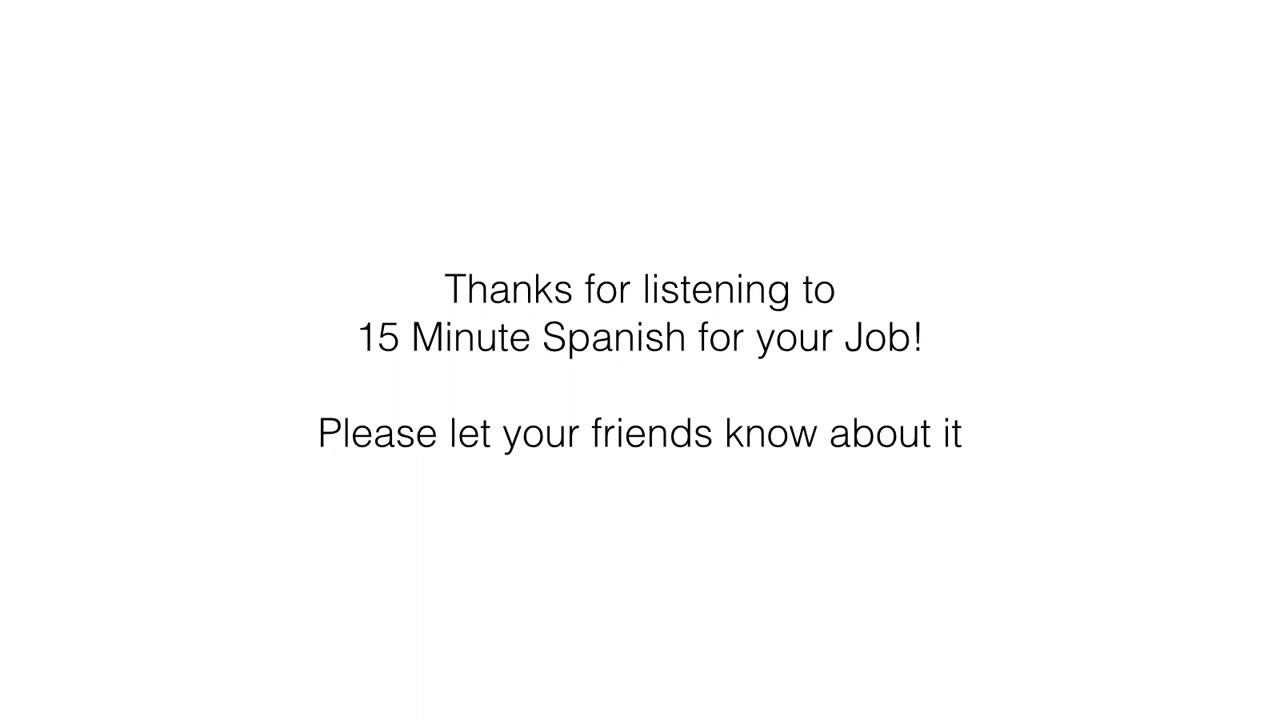 Thanks for listening to
15 Minute Spanish for your Job!
Please let your friends know about it